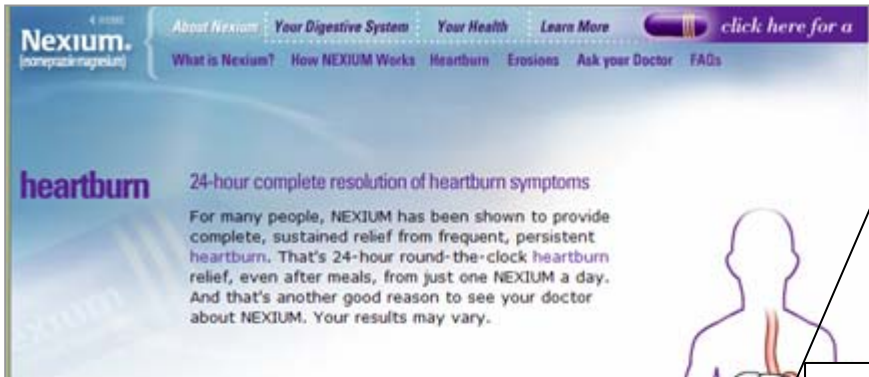 HOME
About Nexium Your Digestive System Your Health Learn More click here for a
Nexium.
(esomeprazole magnesium)
What is Nexium? How NEXIUM Works Heartburn Erosions Ask your Doctor FAQs
heartburn
24-hour complete resolution of heartburn symptoms
For many people, NEXIUM has been shown to provide
complete, sustained relief from frequent, persistent
heartburn. That's 24-hour round-the-clock heartburn
relief, even after meals, from just one NEXIUM a day.
And that's another good reason to see your doctor
about NEXIUM. Your results may vary.